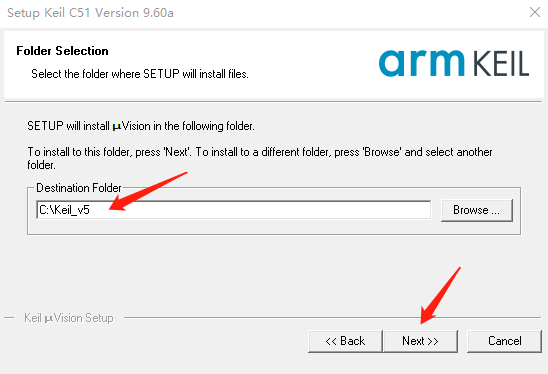 Setup Keil C51 Version 9.60a
Folder Selection
Select the folder where SETUP will install files.
arm KEIL
SETUP will install µVision in the following folder.
To install to this folder, press 'Next'. To install to a different folder, press 'Browse' and select another
folder.
Destination Folder
C:\Keil_v5
Browse ...
Keil µVision Setup
<< Back
Next >>
Cancel